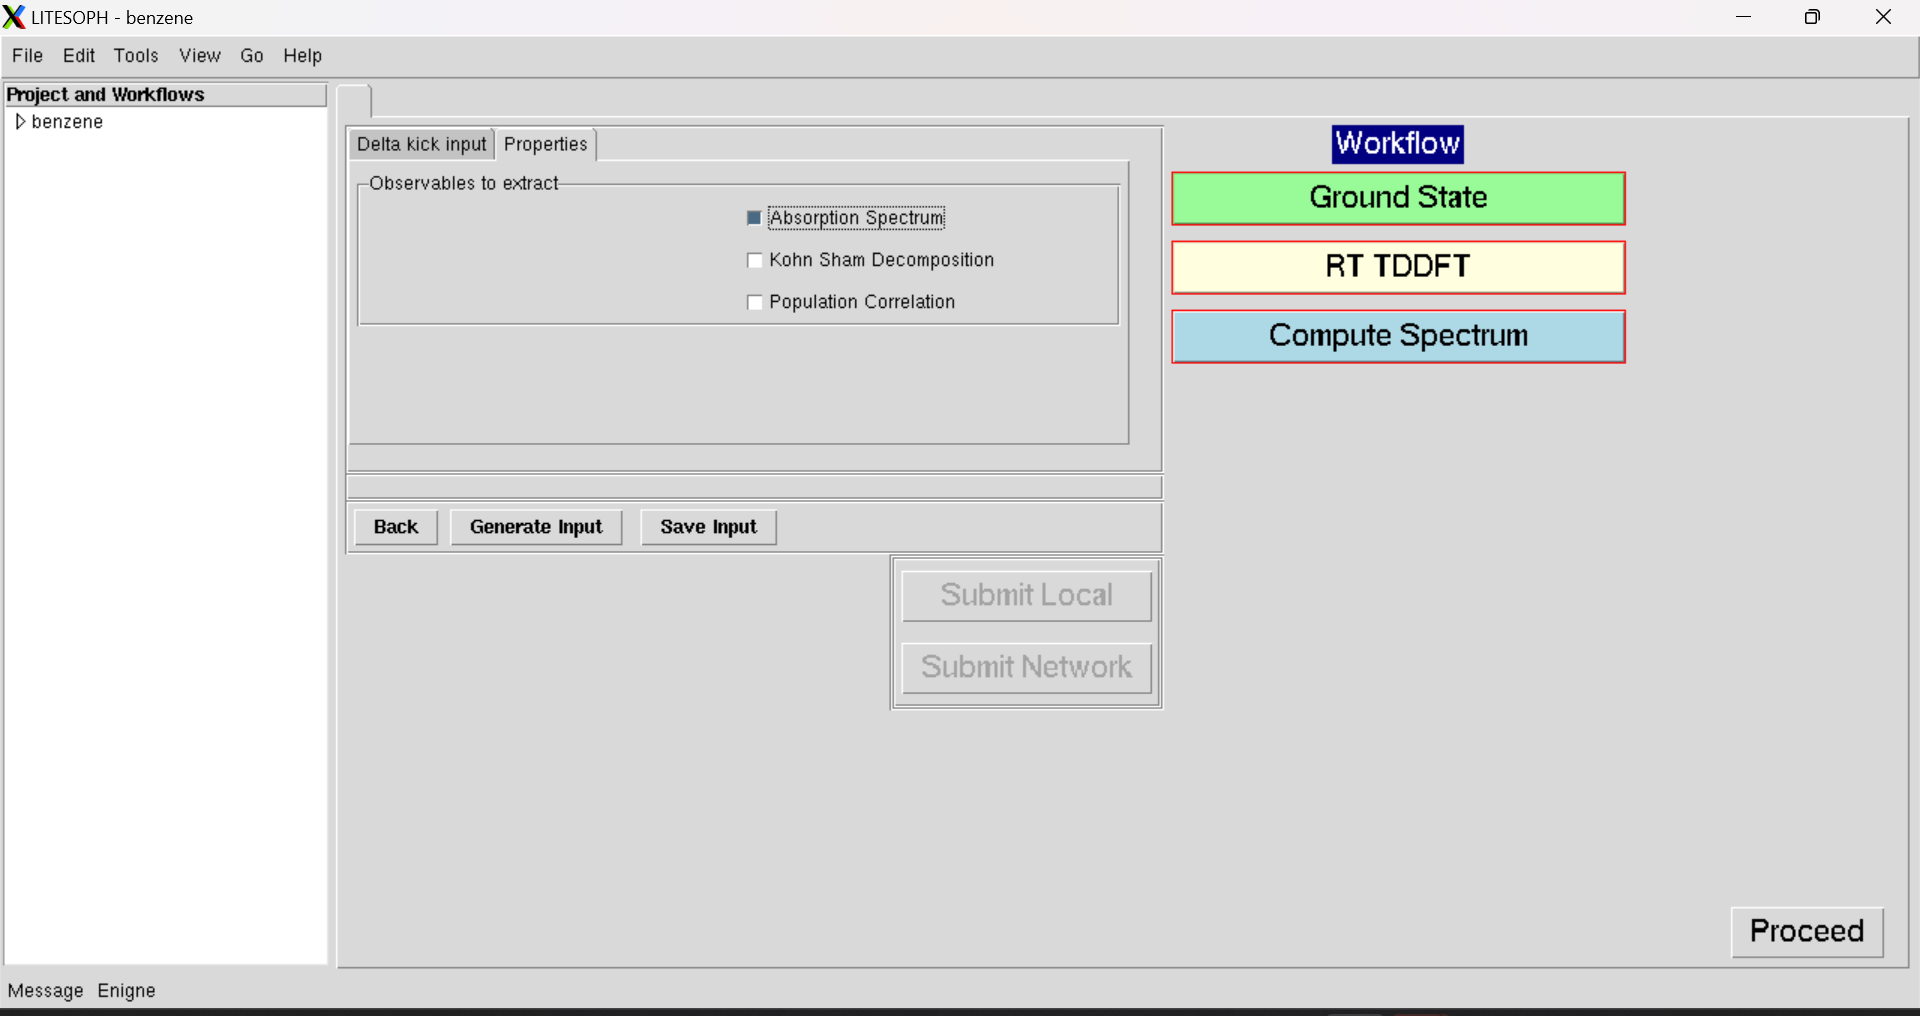 LITESOPH - benzene
File Edit Tools View Go Help
Project and Workflows
benzene
Delta kick input Properties
Observables to extract
Absorption Spectrum
Kohn Sham Decomposition
Population Correlation
Back Generate Input Save Input
Submit Local
Submit Network
Workflow
Ground State
RT TDDFT
Compute Spectrum
Proceed
Message Enigne